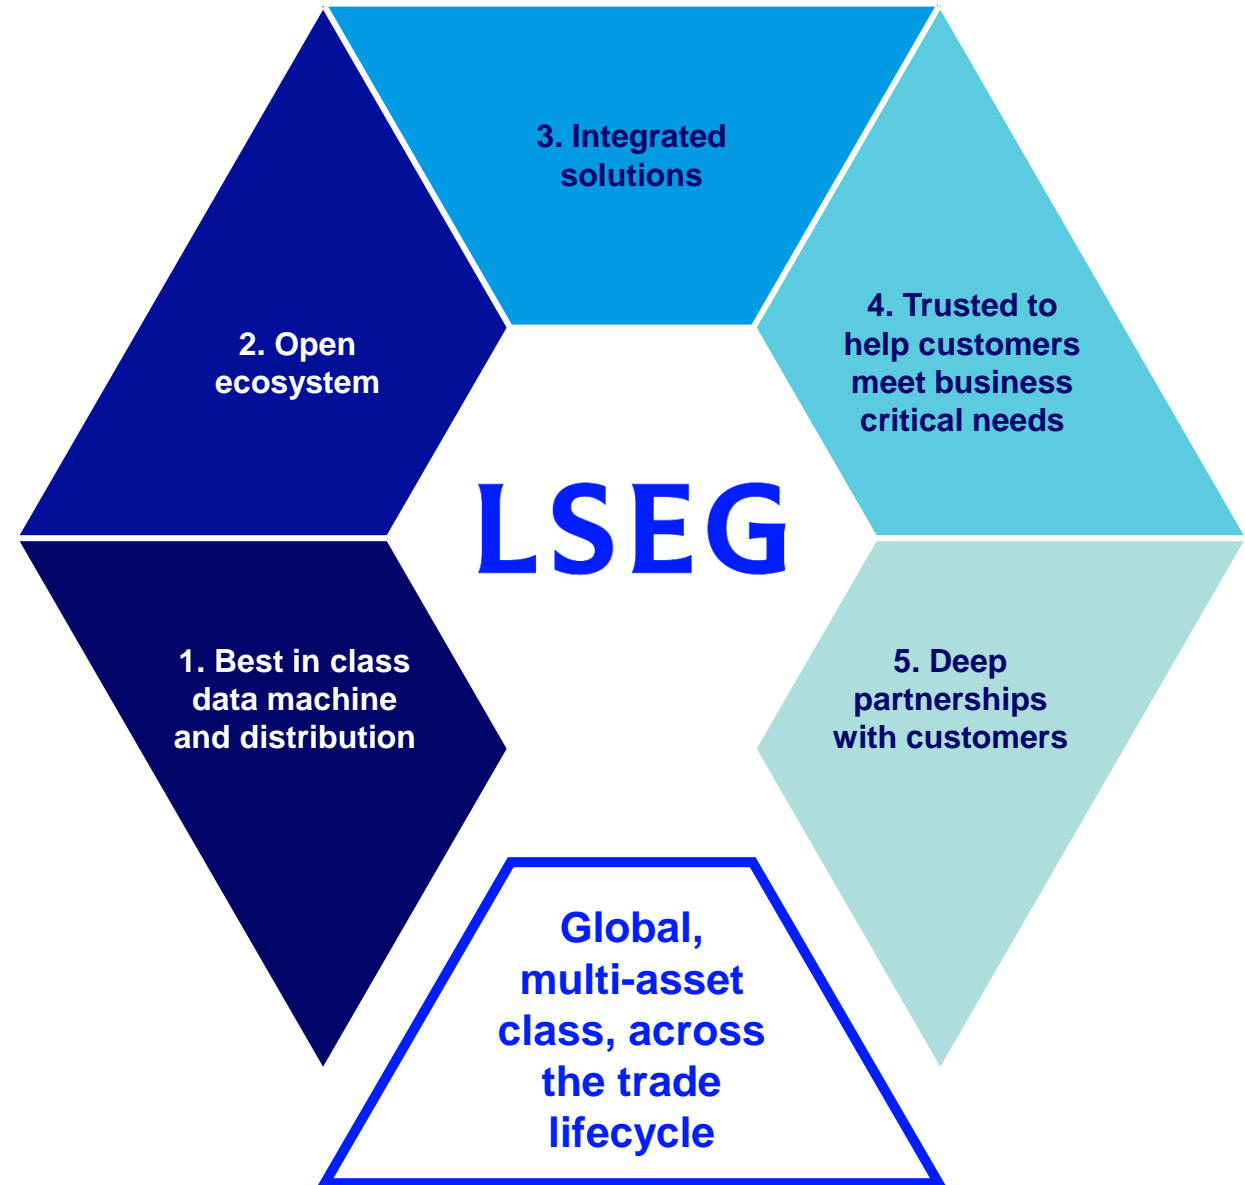 3. Integrated
solutions
2. Open
ecosystem
4. Trusted to
help customers
meet business
critical needs
LSEG
1. Best in class
data machine
and distribution
5. Deep
partnerships
with customers
Global,
multi-asset
class, across
the trade
lifecycle